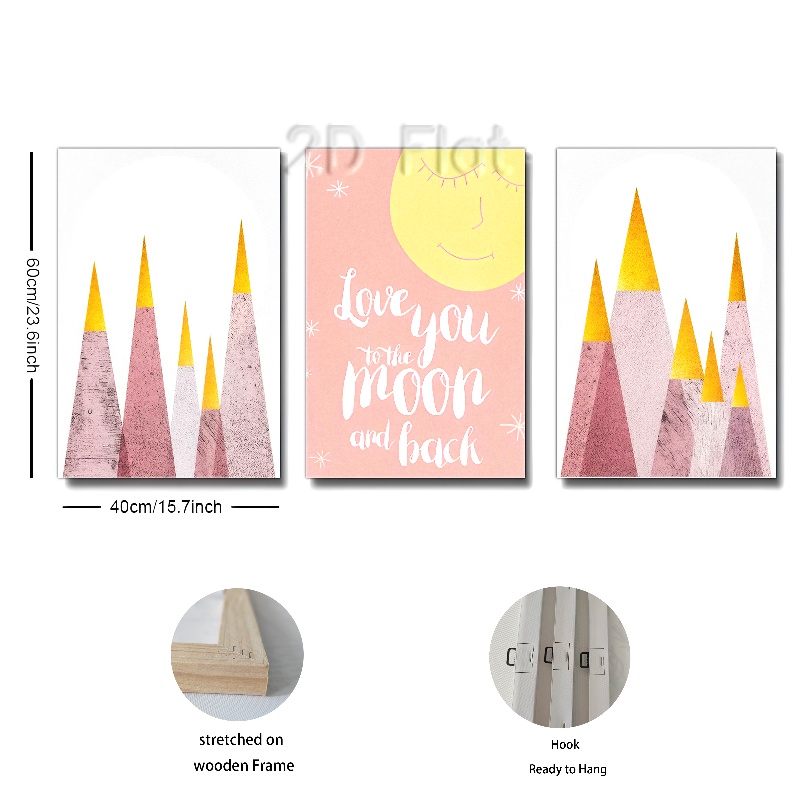 2D Flat
60cm/23.6inch
Love you
to the
moon
and back
40cm/15.7inch
stretched on
wooden Frame
Hook
Ready to Hang